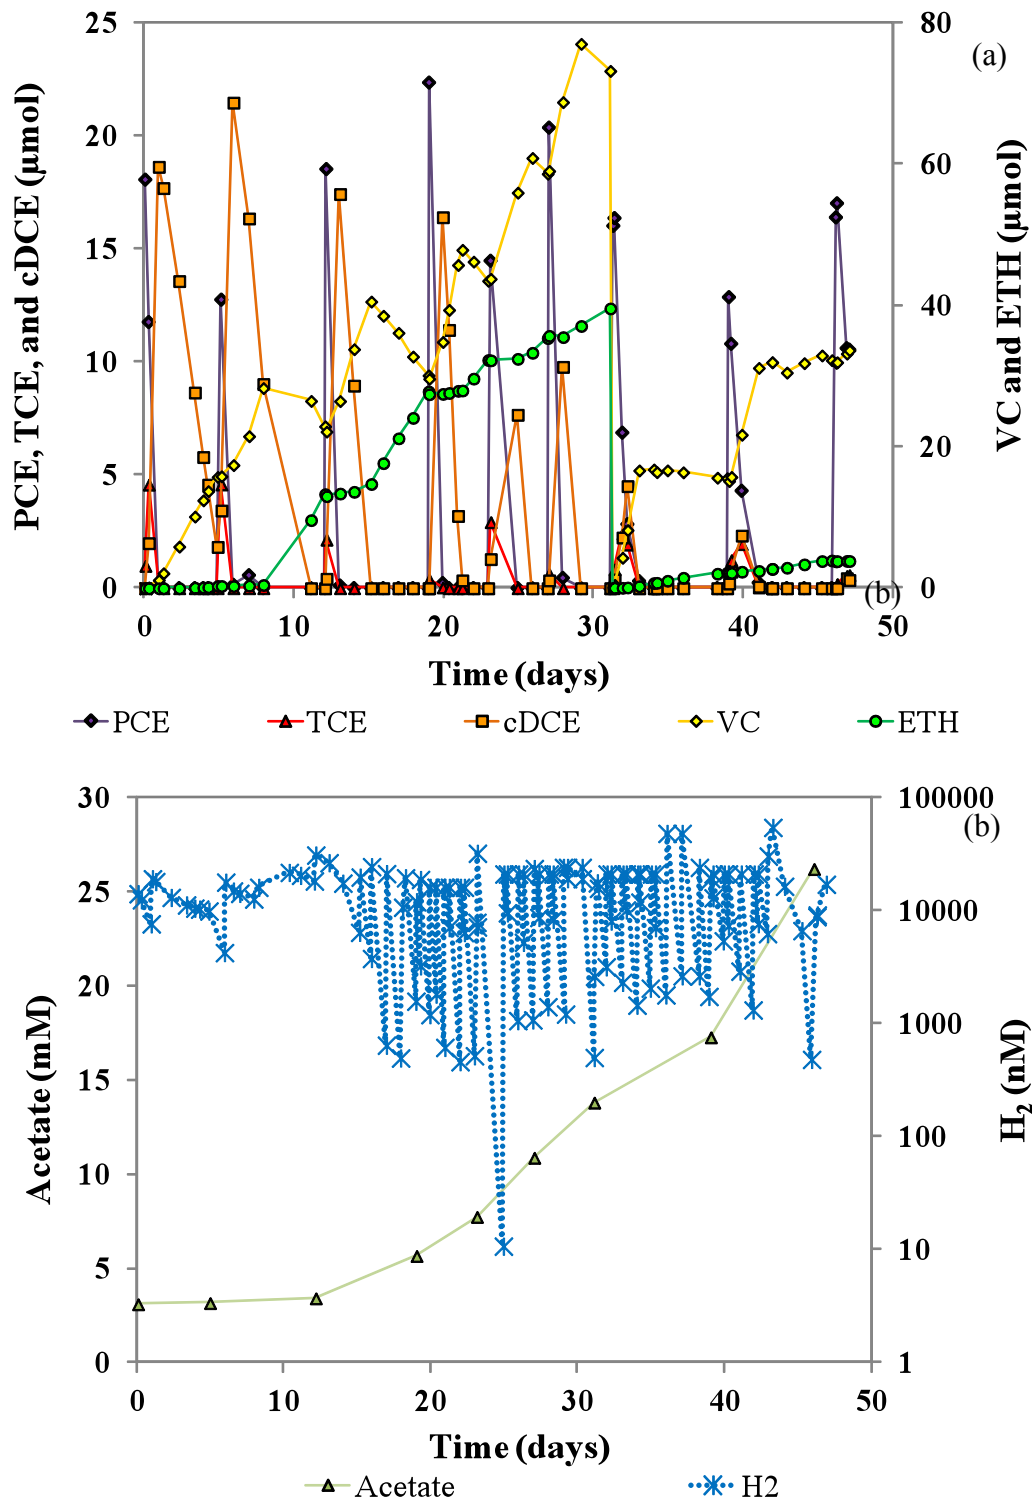 PCE, TCE, and cDCE (µmol)
VC and ETH (µmol)
(a)
25
20
15
10
5
0
80
60
40
20
0
(b)
0 10 20 30 40 50
Time (days)
PCE TCE cDCE VC ETH
Acetate (mM)
H2 (nM)
(b)
30
25
20
15
10
5
0
100000
10000
1000
100
10
1
0 10 20 30 40 50
Time (days)
Acetate H2